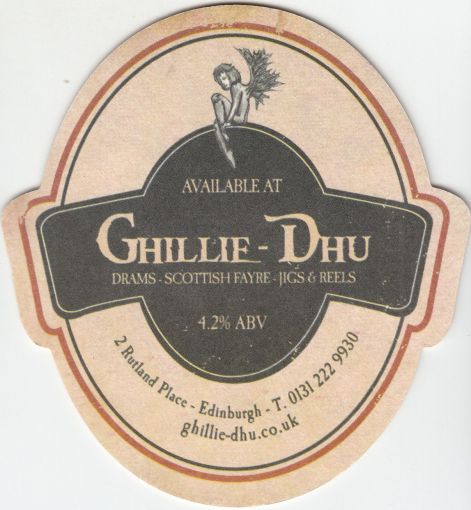 AVAILABLE AT
GHILLIE-DHU
DRAMS - SCOTTISH FAYRE - JIGS & REELS
4.2% ABV
2 Rutland Place - Edinburgh - T. 0131 222 9930
ghillie-dhu.co.uk